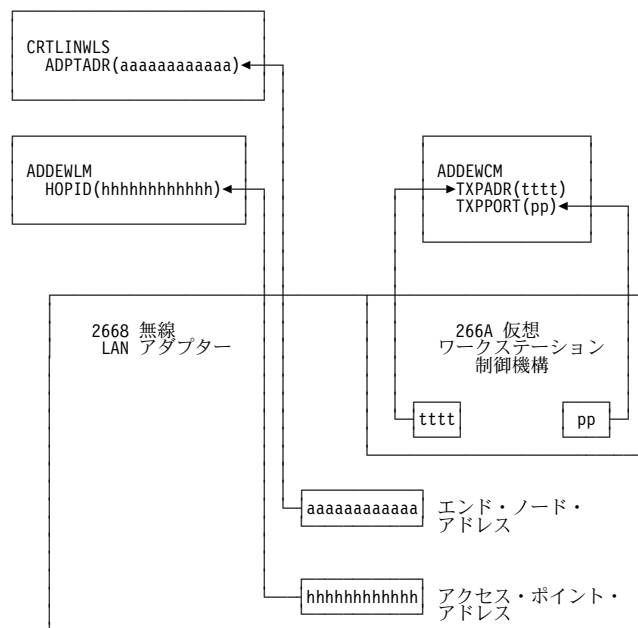 CRTLINWLS
ADPTADR(aaaaaaaaaaaa)
ADDEWLM
HOPID(hhhhhhhhhhhh)
ADDEWCM
TXPADR(tttt)
TXPPORT(pp)
2668 無線
LAN アダプター
266A 仮想
ワークステーション
制御機構
tttt
pp
aaaaaaaaaaaa
エンド・ノード・
アドレス
hhhhhhhhhhhh
アクセス・ポイント・
アドレス